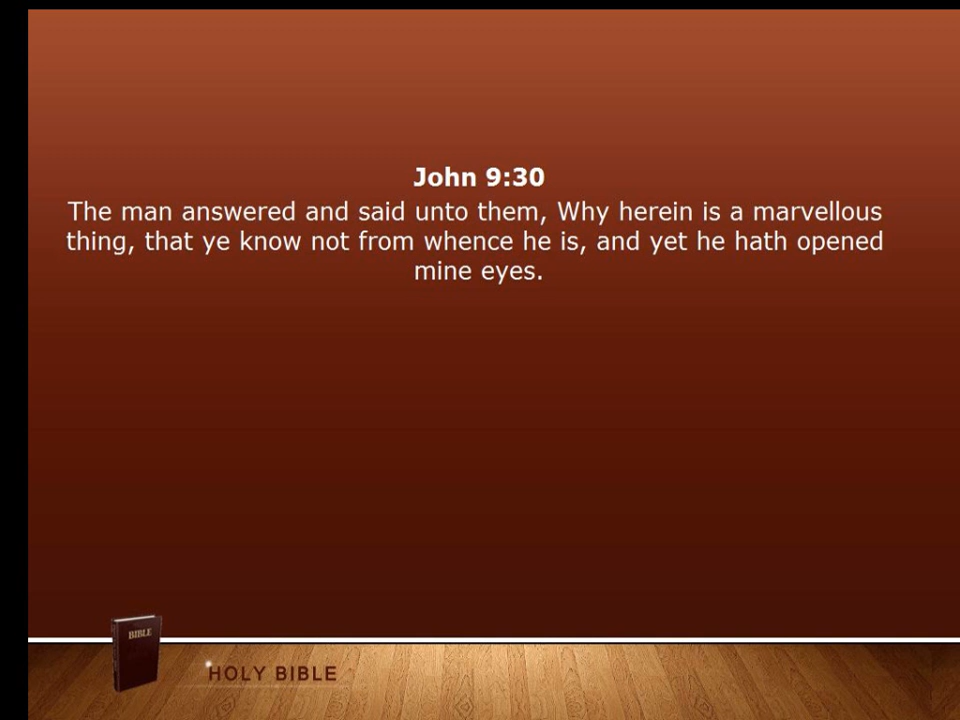 John 9:30
The man answered and said unto them, Why herein is a marvellous
thing, that ye know not from whence he is, and yet he hath opened
mine eyes.
BIBLE
HOLY BIBLE